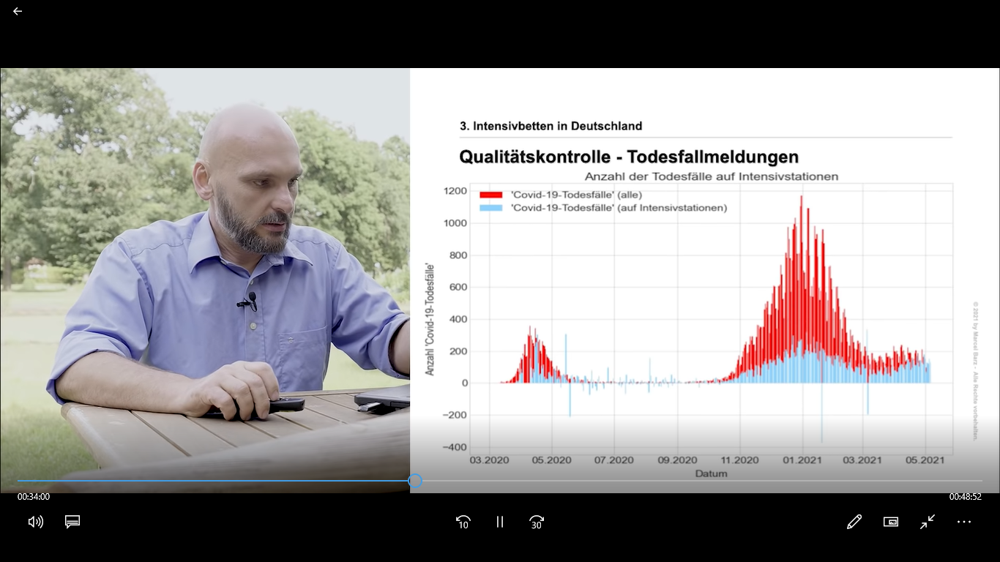 3. Intensivbetten in Deutschland
Qualitätskontrolle - Todesfallmeldungen
Anzahl der Todesfälle auf Intensivstationen
'Covid-19-Todesfälle' (alle)
'Covid-19-Todesfälle' (auf Intensivstationen)
Anzahl 'Covid-19-Todesfälle'
1200
1000
800
600
400
200
0
−200
−400
03.2020 05.2020 07.2020 09.2020 11.2020 01.2021 03.2021 05.2021
Datum
© 2021 by Marcel Barz - Alle Rechte vorbehalten.
00:34:00 00:48:52
10 30